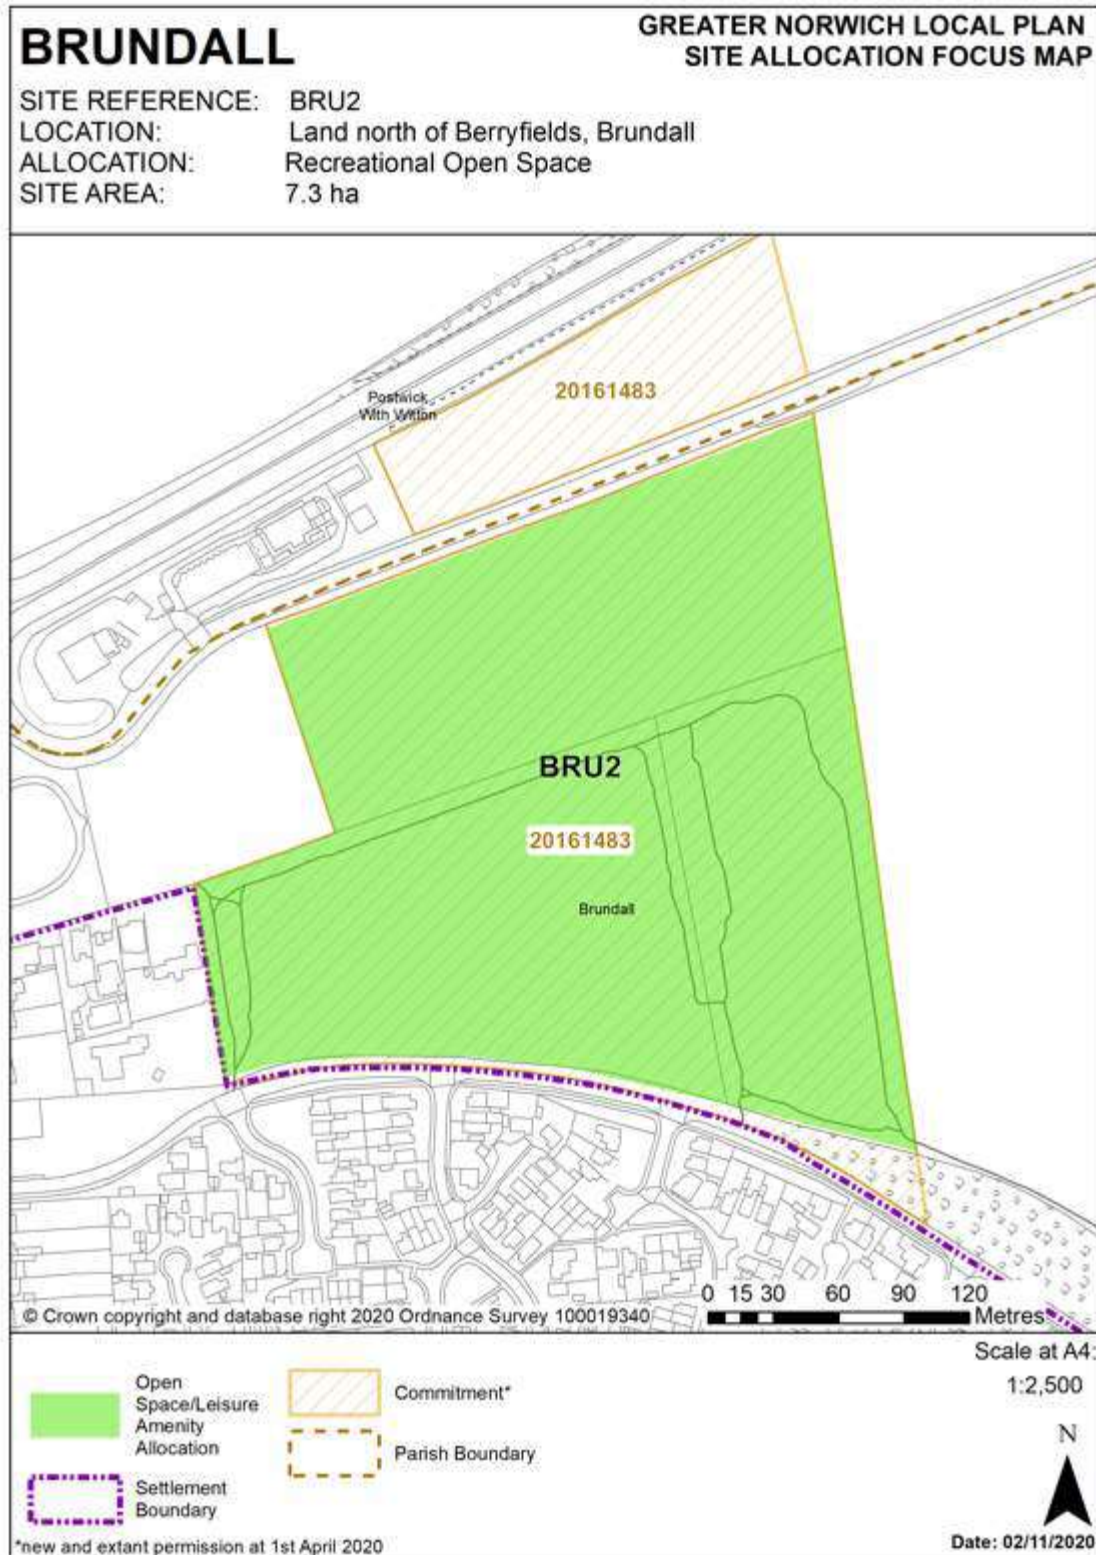 BRUNDALL
GREATER NORWICH LOCAL PLAN
SITE ALLOCATION FOCUS MAP
SITE REFERENCE: BRU2
LOCATION: Land north of Berryfields, Brundall
ALLOCATION: Recreational Open Space
SITE AREA: 7.3 ha
20161483
Postwick
With Witton
BRU2
20161483
Brundall
0 15 30 60 90 120
Metres
© Crown copyright and database right 2020 Ordnance Survey 100019340
Scale at A4:
1:2,500
Open
Space/Leisure
Amenity
Allocation
Commitment*
Parish Boundary
Settlement
Boundary
N
*new and extant permission at 1st April 2020
Date: 02/11/2020